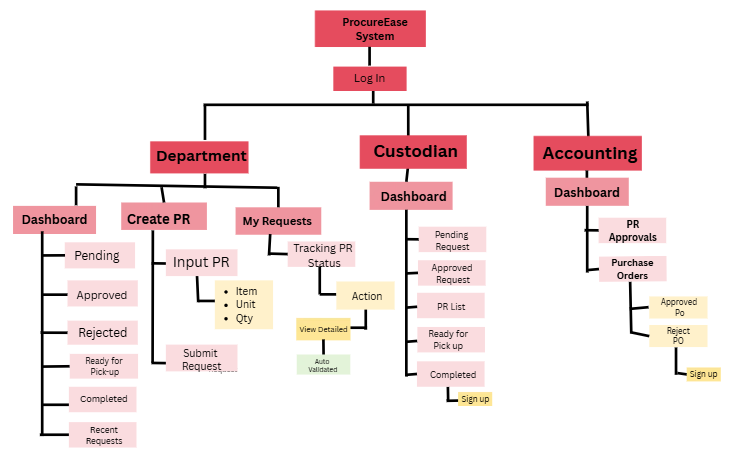 ProcureEase
System
Log In
Department
Custodian
Accounting
Dashboard
Create PR
My Requests
Dashboard
Dashboard
Pending
Approved
Rejected
Ready for
Pick-up
Completed
Recent
Requests
Input PR
• Item
• Unit
• Qty
Submit
Request
Tracking PR
Status
Action
View Detailed
Auto
Validated
Pending
Request
Approved
Request
PR List
Ready for
Pick up
Completed
Sign up
PR
Approvals
Purchase
Orders
Approved
Po
Reject
PO
Sign up